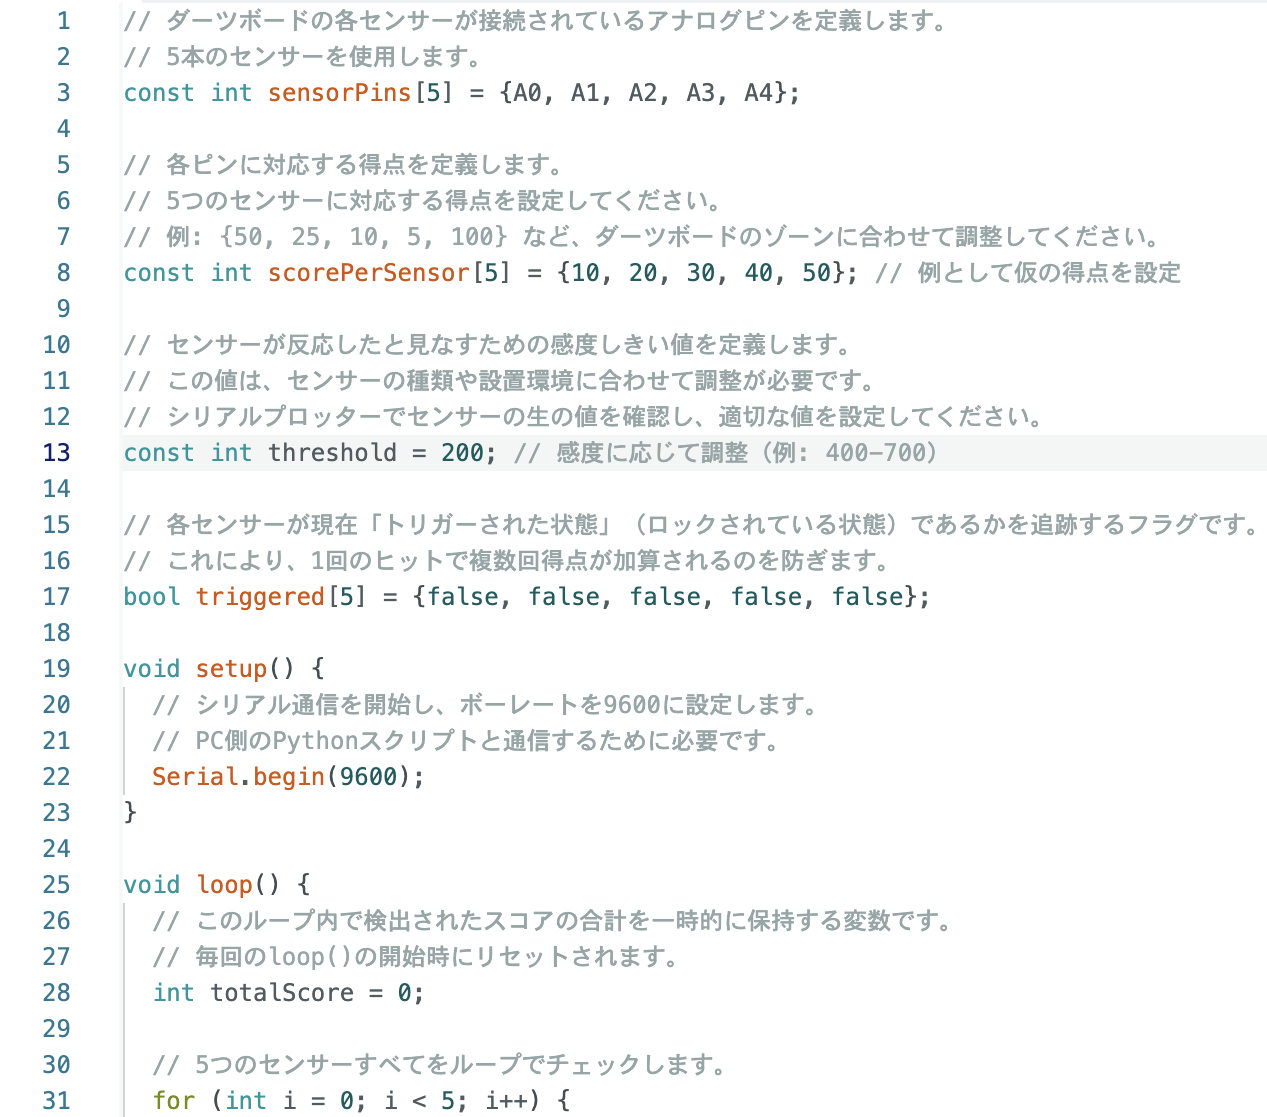 1 // ダーツボードの各センサーが接続されているアナログピンを定義します。
2 // 5本のセンサーを使用します。
3 const int sensorPins[5] = {A0, A1, A2, A3, A4};
4
5 // 各ピンに対応する得点を定義します。
6 // 5つのセンサーに対応する得点を設定してください。
7 // 例: {50, 25, 10, 5, 100} など、ダーツボードのゾーンに合わせて調整してください。
8 const int scorePerSensor[5] = {10, 20, 30, 40, 50}; // 例として仮の得点を設定
9
10 // センサーが反応したと見なすための感度しきい値を定義します。
11 // この値は、センサーの種類や設置環境に合わせて調整が必要です。
12 // シリアルプロッターでセンサーの生の値を確認し、適切な値を設定してください。
13 const int threshold = 200; // 感度に応じて調整（例: 400-700）
14
15 // 各センサーが現在「トリガーされた状態」（ロックされている状態）であるかを追跡するフラグです。
16 // これにより、1回のヒットで複数回得点が加算されるのを防ぎます。
17 bool triggered[5] = {false, false, false, false, false};
18
19 void setup() {
20 // シリアル通信を開始し、ボーレートを9600に設定します。
21 // PC側のPythonスクリプトと通信するために必要です。
22 Serial.begin(9600);
23 }
24
25 void loop() {
26 // このループ内で検出されたスコアの合計を一時的に保持する変数です。
27 // 毎回のloop()の開始時にリセットされます。
28 int totalScore = 0;
29
30 // 5つのセンサーすべてをループでチェックします。
31 for (int i = 0; i < 5; i++) {